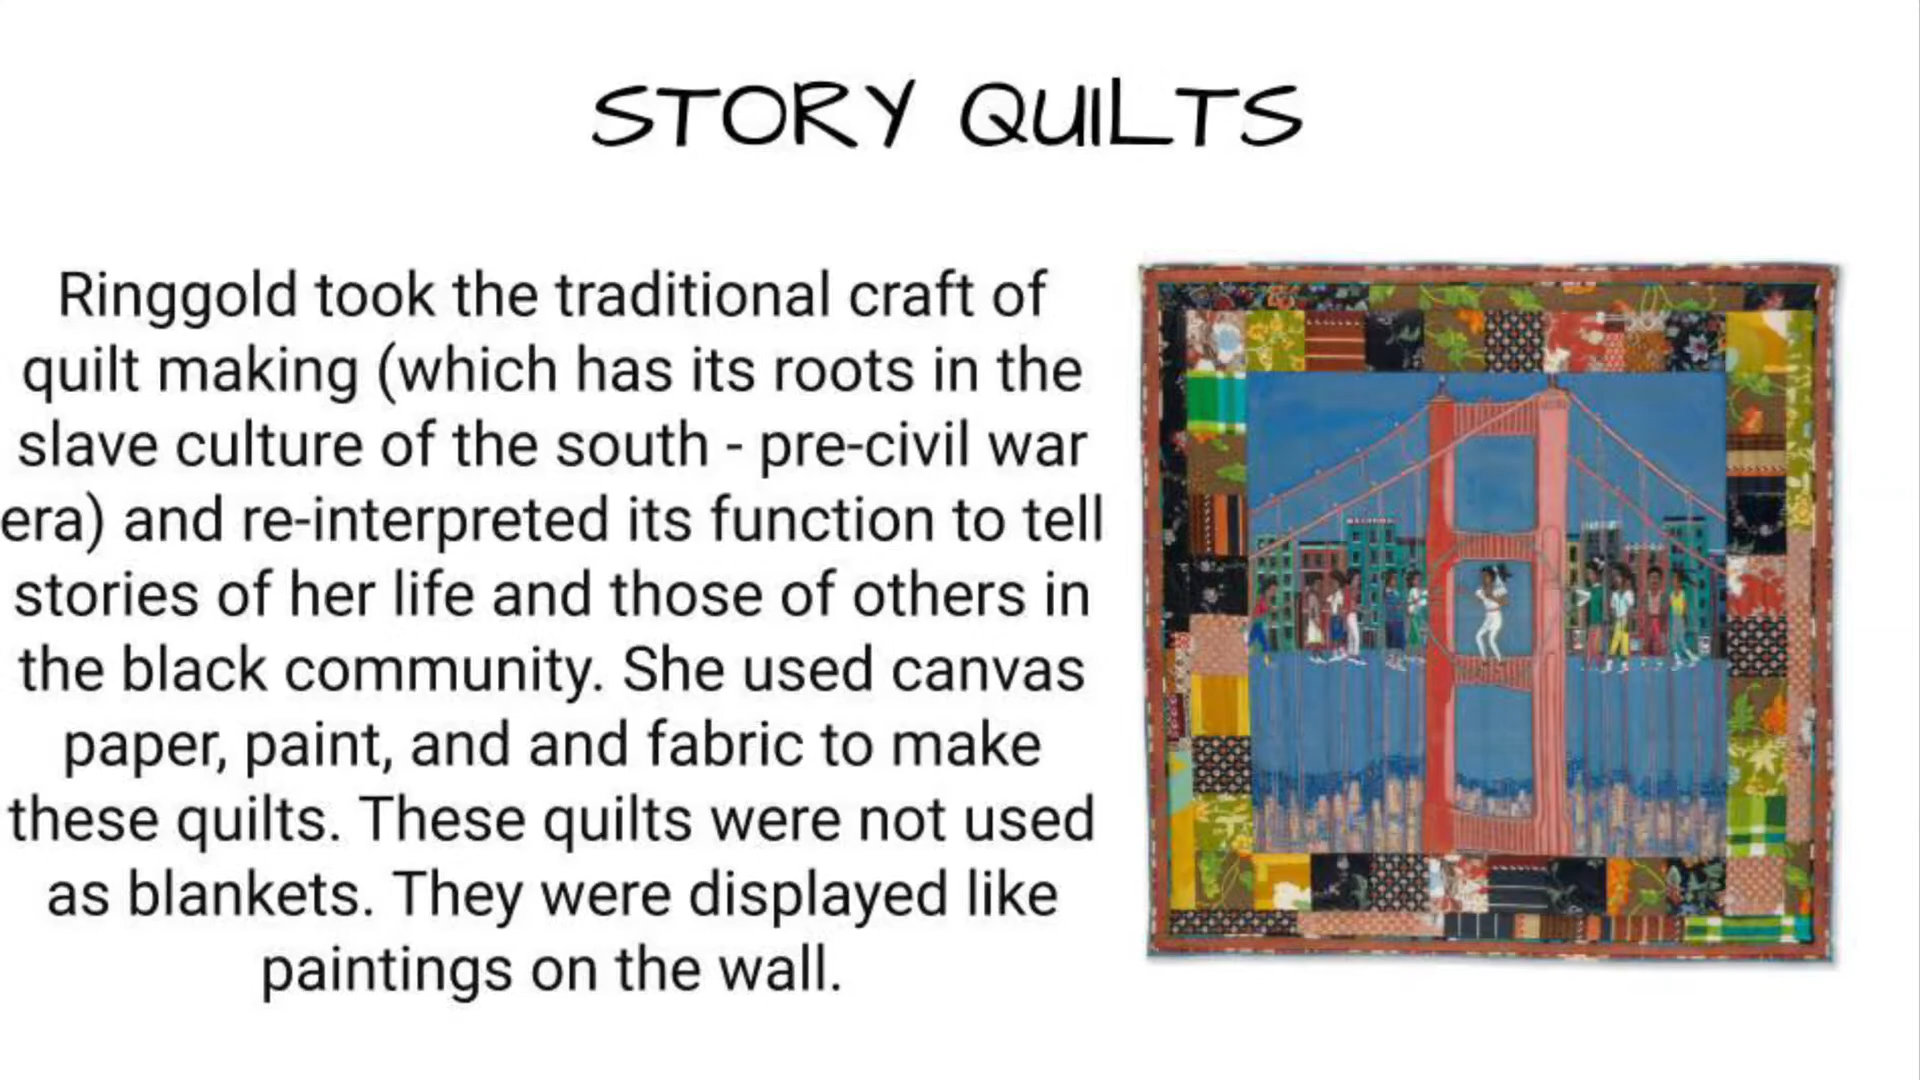 STORY QUILTS
Ringgold took the traditional craft of
quilt making (which has its roots in the
slave culture of the south - pre-civil war
era) and re-interpreted its function to tell
stories of her life and those of others in
the black community. She used canvas
paper, paint, and and fabric to make
these quilts. These quilts were not used
as blankets. They were displayed like
paintings on the wall.